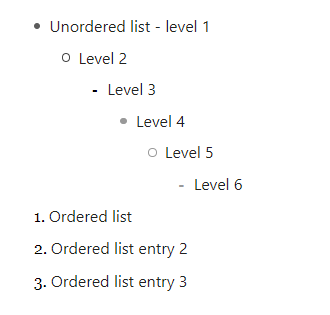 • Unordered list - level 1
○ Level 2
- Level 3
• Level 4
○ Level 5
- Level 6
1. Ordered list
2. Ordered list entry 2
3. Ordered list entry 3